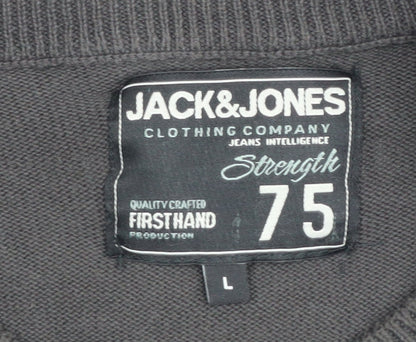 JACK&JONES
CLOTHING COMPANY
JEANS INTELLIGENCE
Strength
QUALITY CRAFTED
FIRSTHAND
PRODUCTION
75
L